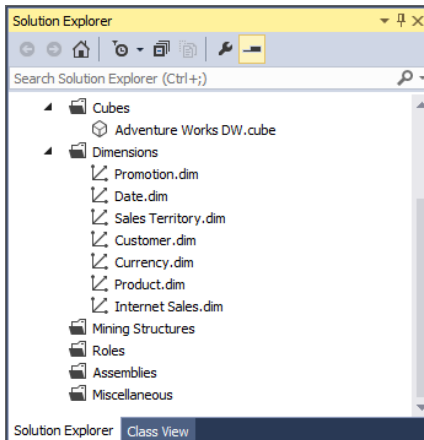 Solution Explorer
Search Solution Explorer (Ctrl+;)
Cubes
Adventure Works DW.cube
Dimensions
Promotion.dim
Date.dim
Sales Territory.dim
Customer.dim
Currency.dim
Product.dim
Internet Sales.dim
Mining Structures
Roles
Assemblies
Miscellaneous
Solution Explorer Class View